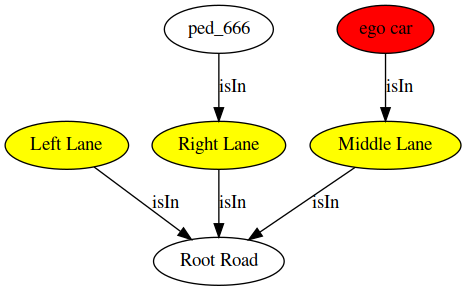 ped_666
ego car
isIn
isIn
Left Lane
Right Lane
Middle Lane
isIn
isIn
isIn
Root Road